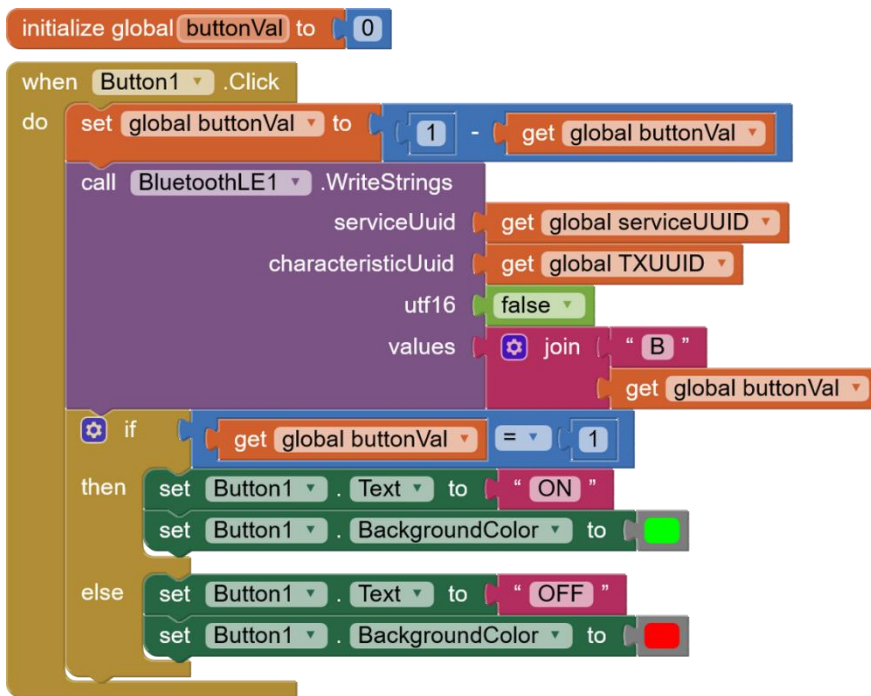 initialize global buttonVal to 0
when Button1 .Click
do set global buttonVal to 1 - get global buttonVal
call BluetoothLE1 .WriteStrings
serviceUuid get global serviceUUID
characteristicUuid get global TXUUID
utf16 false
values join " B "
get global buttonVal
if get global buttonVal = 1
then set Button1 . Text to " ON "
set Button1 . BackgroundColor to
else set Button1 . Text to " OFF "
set Button1 . BackgroundColor to